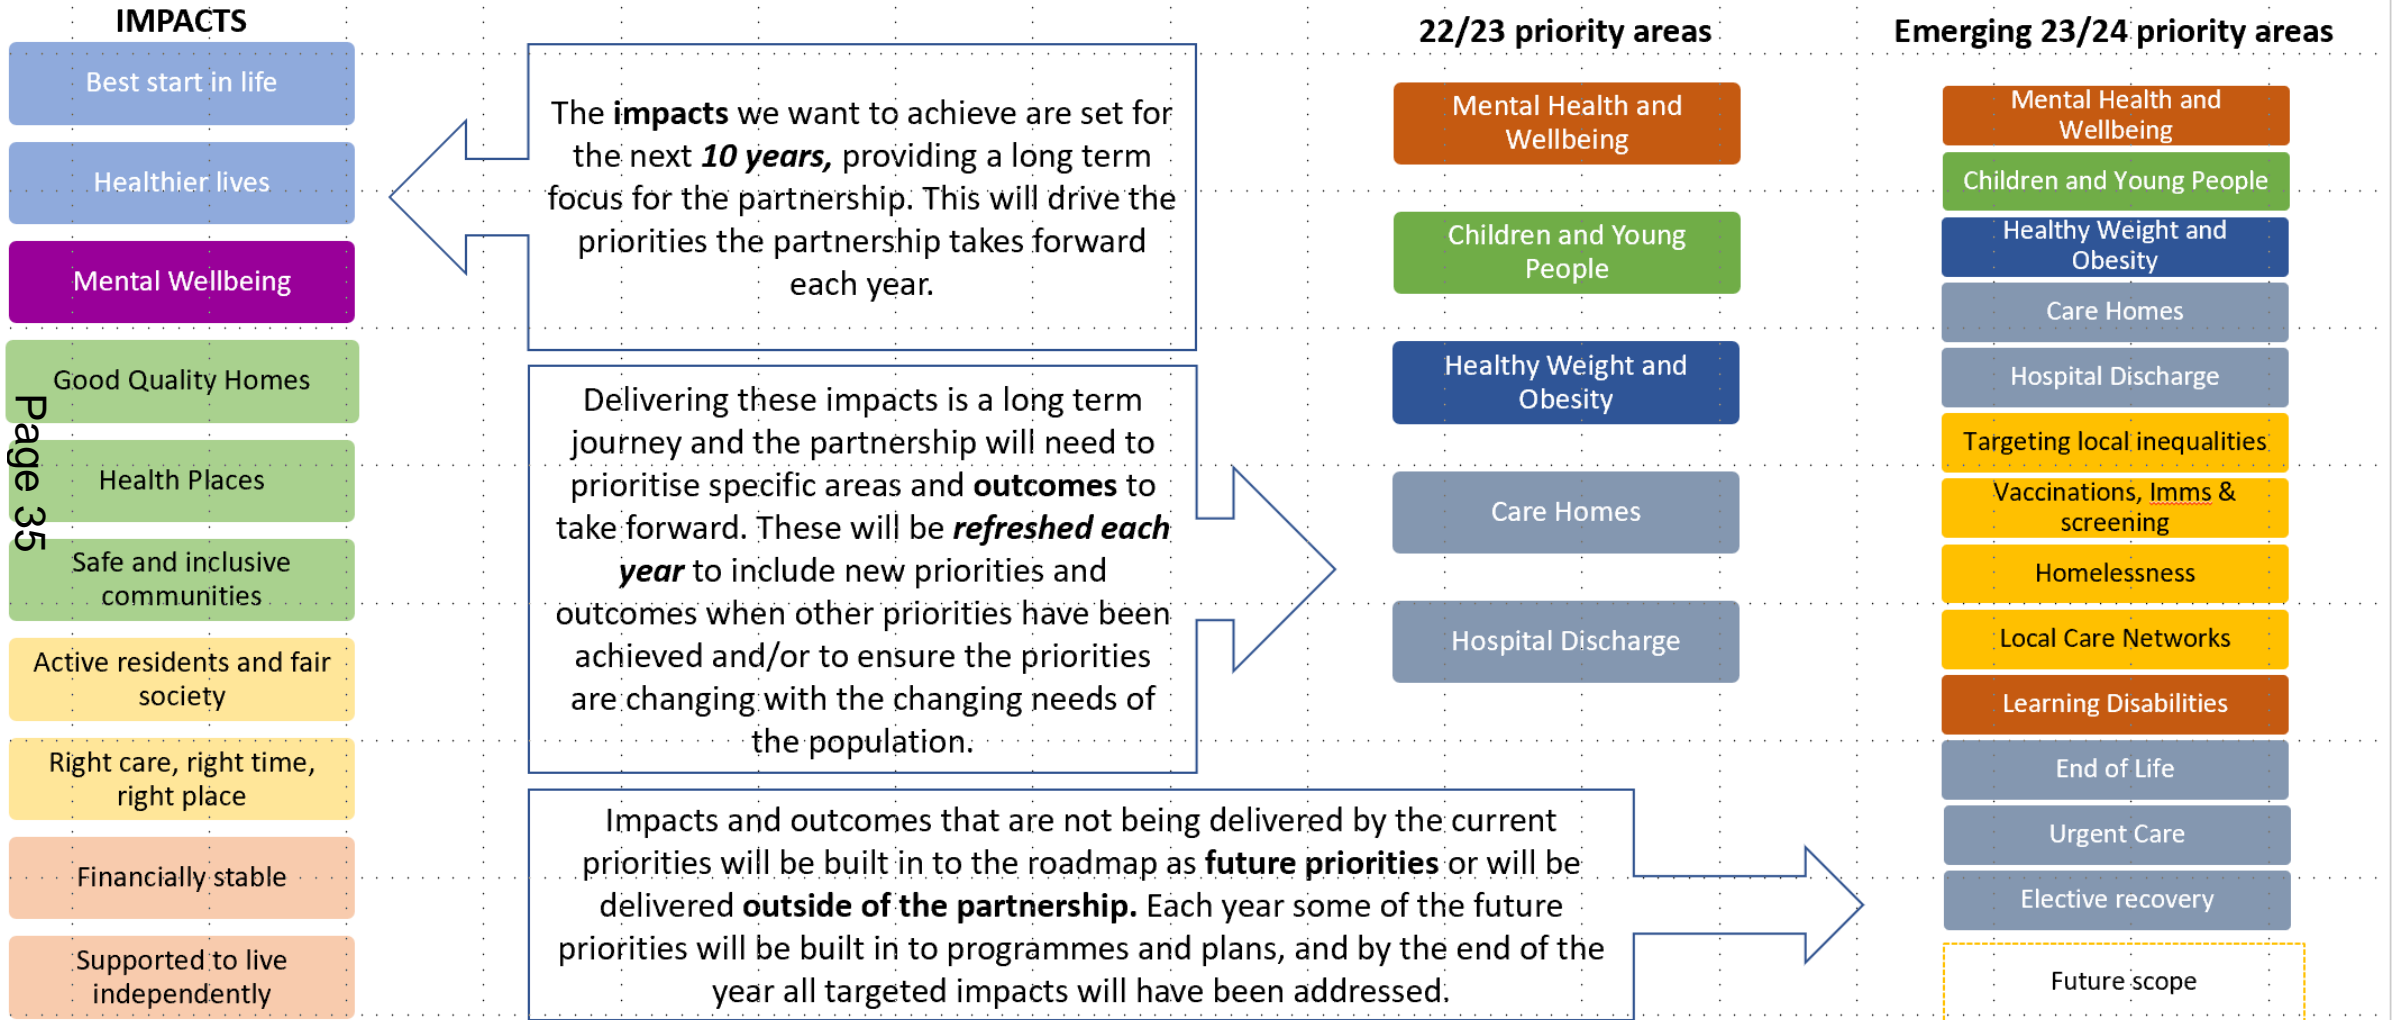 IMPACTS
Best start in life
Healthier lives
Mental Wellbeing
Good Quality Homes
Health Places
Safe and inclusive
communities
Active residents and fair
society
Right care, right time,
right place
Financially stable
Supported to live
independently
Page 35
The impacts we want to achieve are set for
the next 10 years, providing a long term
focus for the partnership. This will drive the
priorities the partnership takes forward
each year.
Delivering these impacts is a long term
journey and the partnership will need to
prioritise specific areas and outcomes to
take forward. These will be refreshed each
year to include new priorities and
outcomes when other priorities have been
achieved and/or to ensure the priorities
are changing with the changing needs of
the population.
Impacts and outcomes that are not being delivered by the current
priorities will be built in to the roadmap as future priorities or will be
delivered outside of the partnership. Each year some of the future
priorities will be built in to programmes and plans, and by the end of the
year all targeted impacts will have been addressed.
22/23 priority areas
Mental Health and
Wellbeing
Children and Young
People
Healthy Weight and
Obesity
Care Homes
Hospital Discharge
Emerging 23/24 priority areas
Mental Health and
Wellbeing
Children and Young People
Healthy Weight and
Obesity
Care Homes
Hospital Discharge
Targeting local inequalities
Vaccinations, Imms &
screening
Homelessness
Local Care Networks
Learning Disabilities
End of Life
Urgent Care
Elective recovery
Future scope